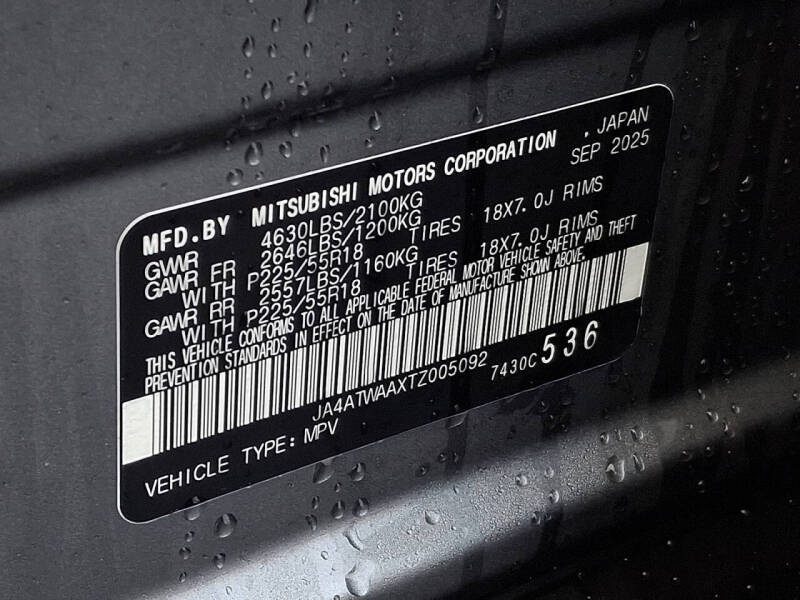 MFD.BY MITSUBISHI MOTORS CORPORATION , JAPAN
SEP 2025
GVWR 4630LBS/2100KG
GAWR FR 2646LBS/1200KG
WITH P225/55R18 TIRES 18X7.0J RIMS
GAWR RR 2557LBS/1160KG
WITH P225/55R18 TIRES 18X7.0J RIMS
THIS VEHICLE CONFORMS TO ALL APPLICABLE FEDERAL MOTOR VEHICLE SAFETY AND THEFT
PREVENTION STANDARDS IN EFFECT ON THE DATE OF MANUFACTURE SHOWN ABOVE.
JA4ATWAAXTZ005092 7430C 536
VEHICLE TYPE: MPV